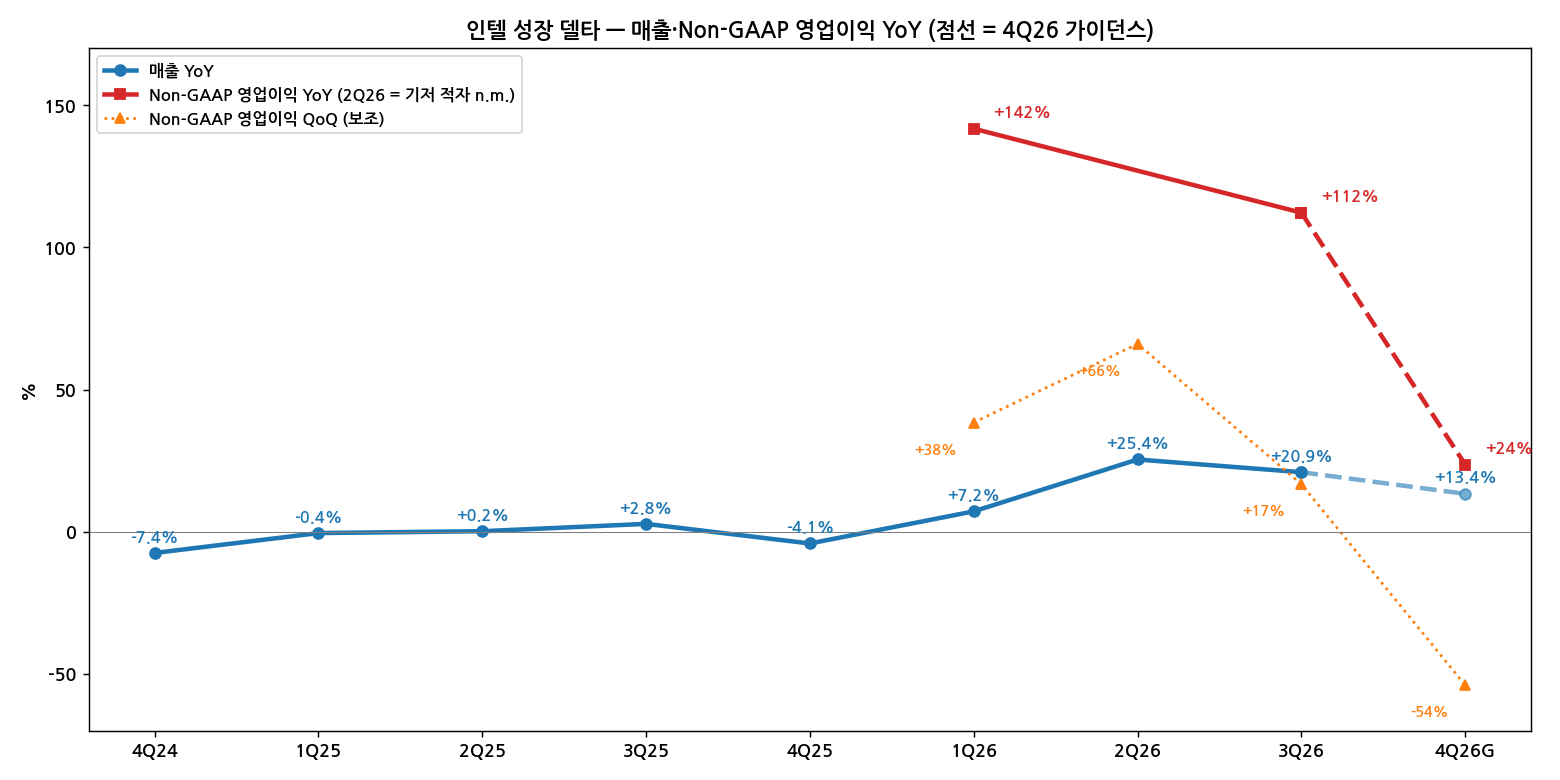 인텔 성장 델타 — 매출·Non-GAAP 영업이익 YoY (점선 = 4Q26 가이던스)
매출 YoY
Non-GAAP 영업이익 YoY (2Q26 = 기저 적자 n.m.)
Non-GAAP 영업이익 QoQ (보조)
%
150
100
50
0
-50
+142%
+112%
+24%
+38%
+66%
+17%
-54%
-7.4%
-0.4%
+0.2%
+2.8%
-4.1%
+7.2%
+25.4%
+20.9%
+13.4%
4Q24
1Q25
2Q25
3Q25
4Q25
1Q26
2Q26
3Q26
4Q26G